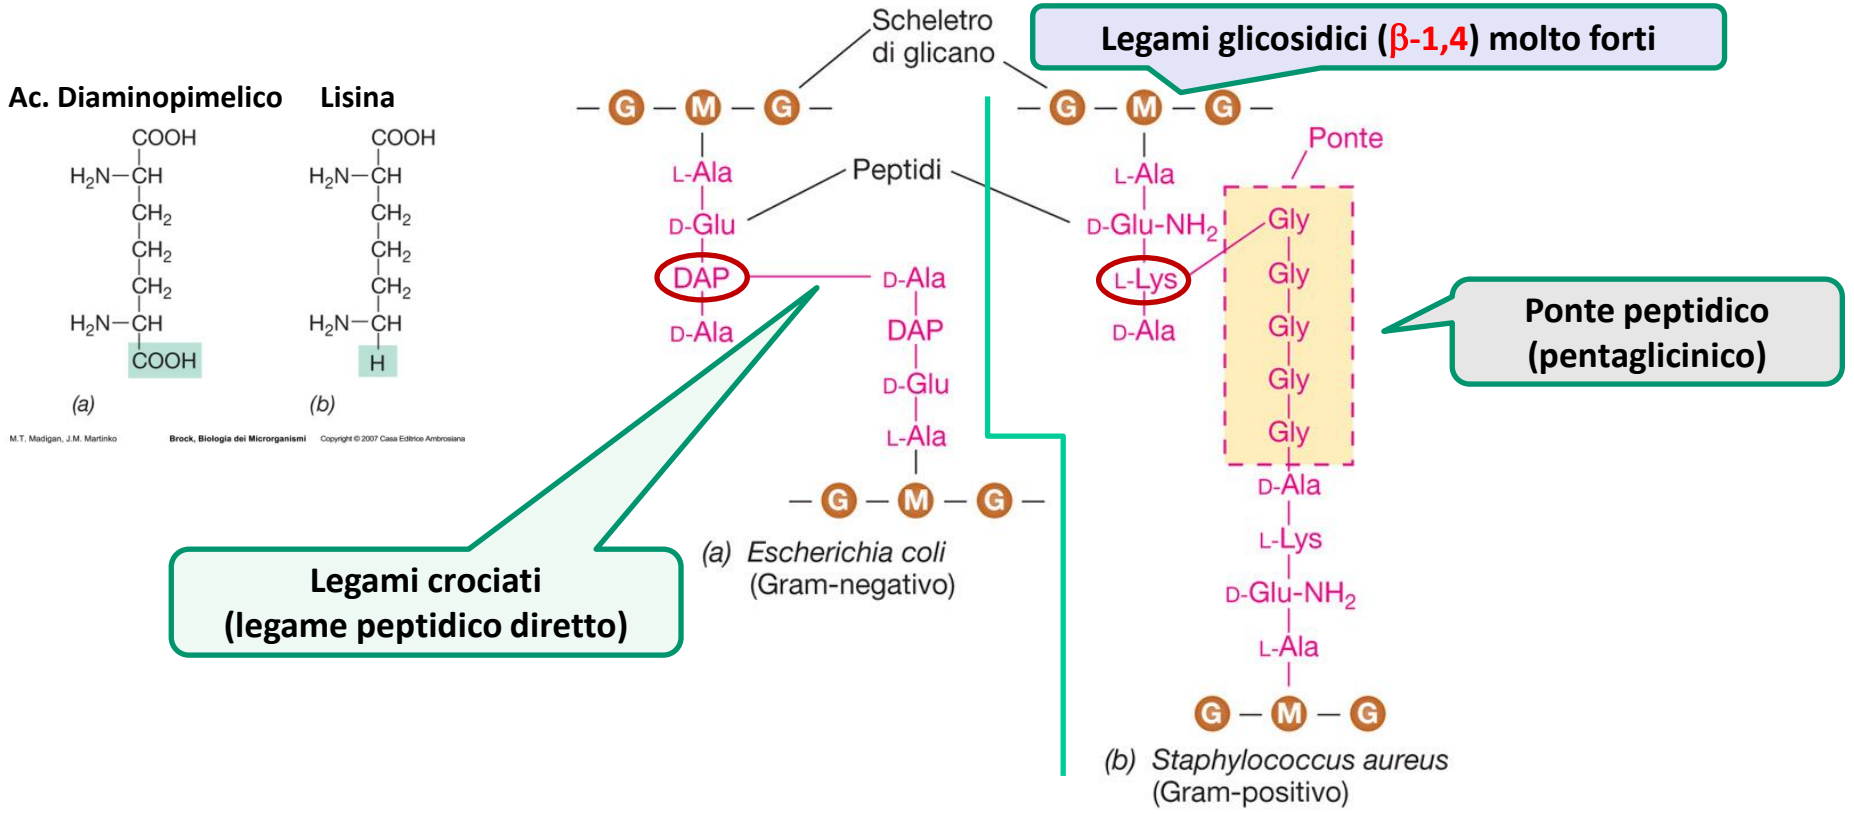 Ac. Diaminopimelico
COOH
H₂N–CH
CH₂
CH₂
CH₂
H₂N–CH
COOH
(a)
Lisina
COOH
H₂N–CH
CH₂
CH₂
CH₂
H₂N–CH
H
(b)
M.T. Madigan, J.M. Martinko
Brock, Biologia dei Microrganismi
Copyright © 2007 Casa Editrice Ambrosiana
Scheletro
di glicano
Legami glicosidici (β-1,4) molto forti
Peptidi
– G – M – G –
L-Ala
D-Glu
DAP
D-Ala
D-Ala
DAP
D-Glu
L-Ala
– G – M – G –
(a) Escherichia coli
(Gram-negativo)
Legami crociati
(legame peptidico diretto)
– G – M – G –
L-Ala
D-Glu-NH₂
L-Lys
D-Ala
Ponte
Gly
Gly
Gly
Gly
Gly
D-Ala
L-Lys
D-Glu-NH₂
L-Ala
G – M – G
Ponte peptidico
(pentaglicinico)
(b) Staphylococcus aureus
(Gram-positivo)